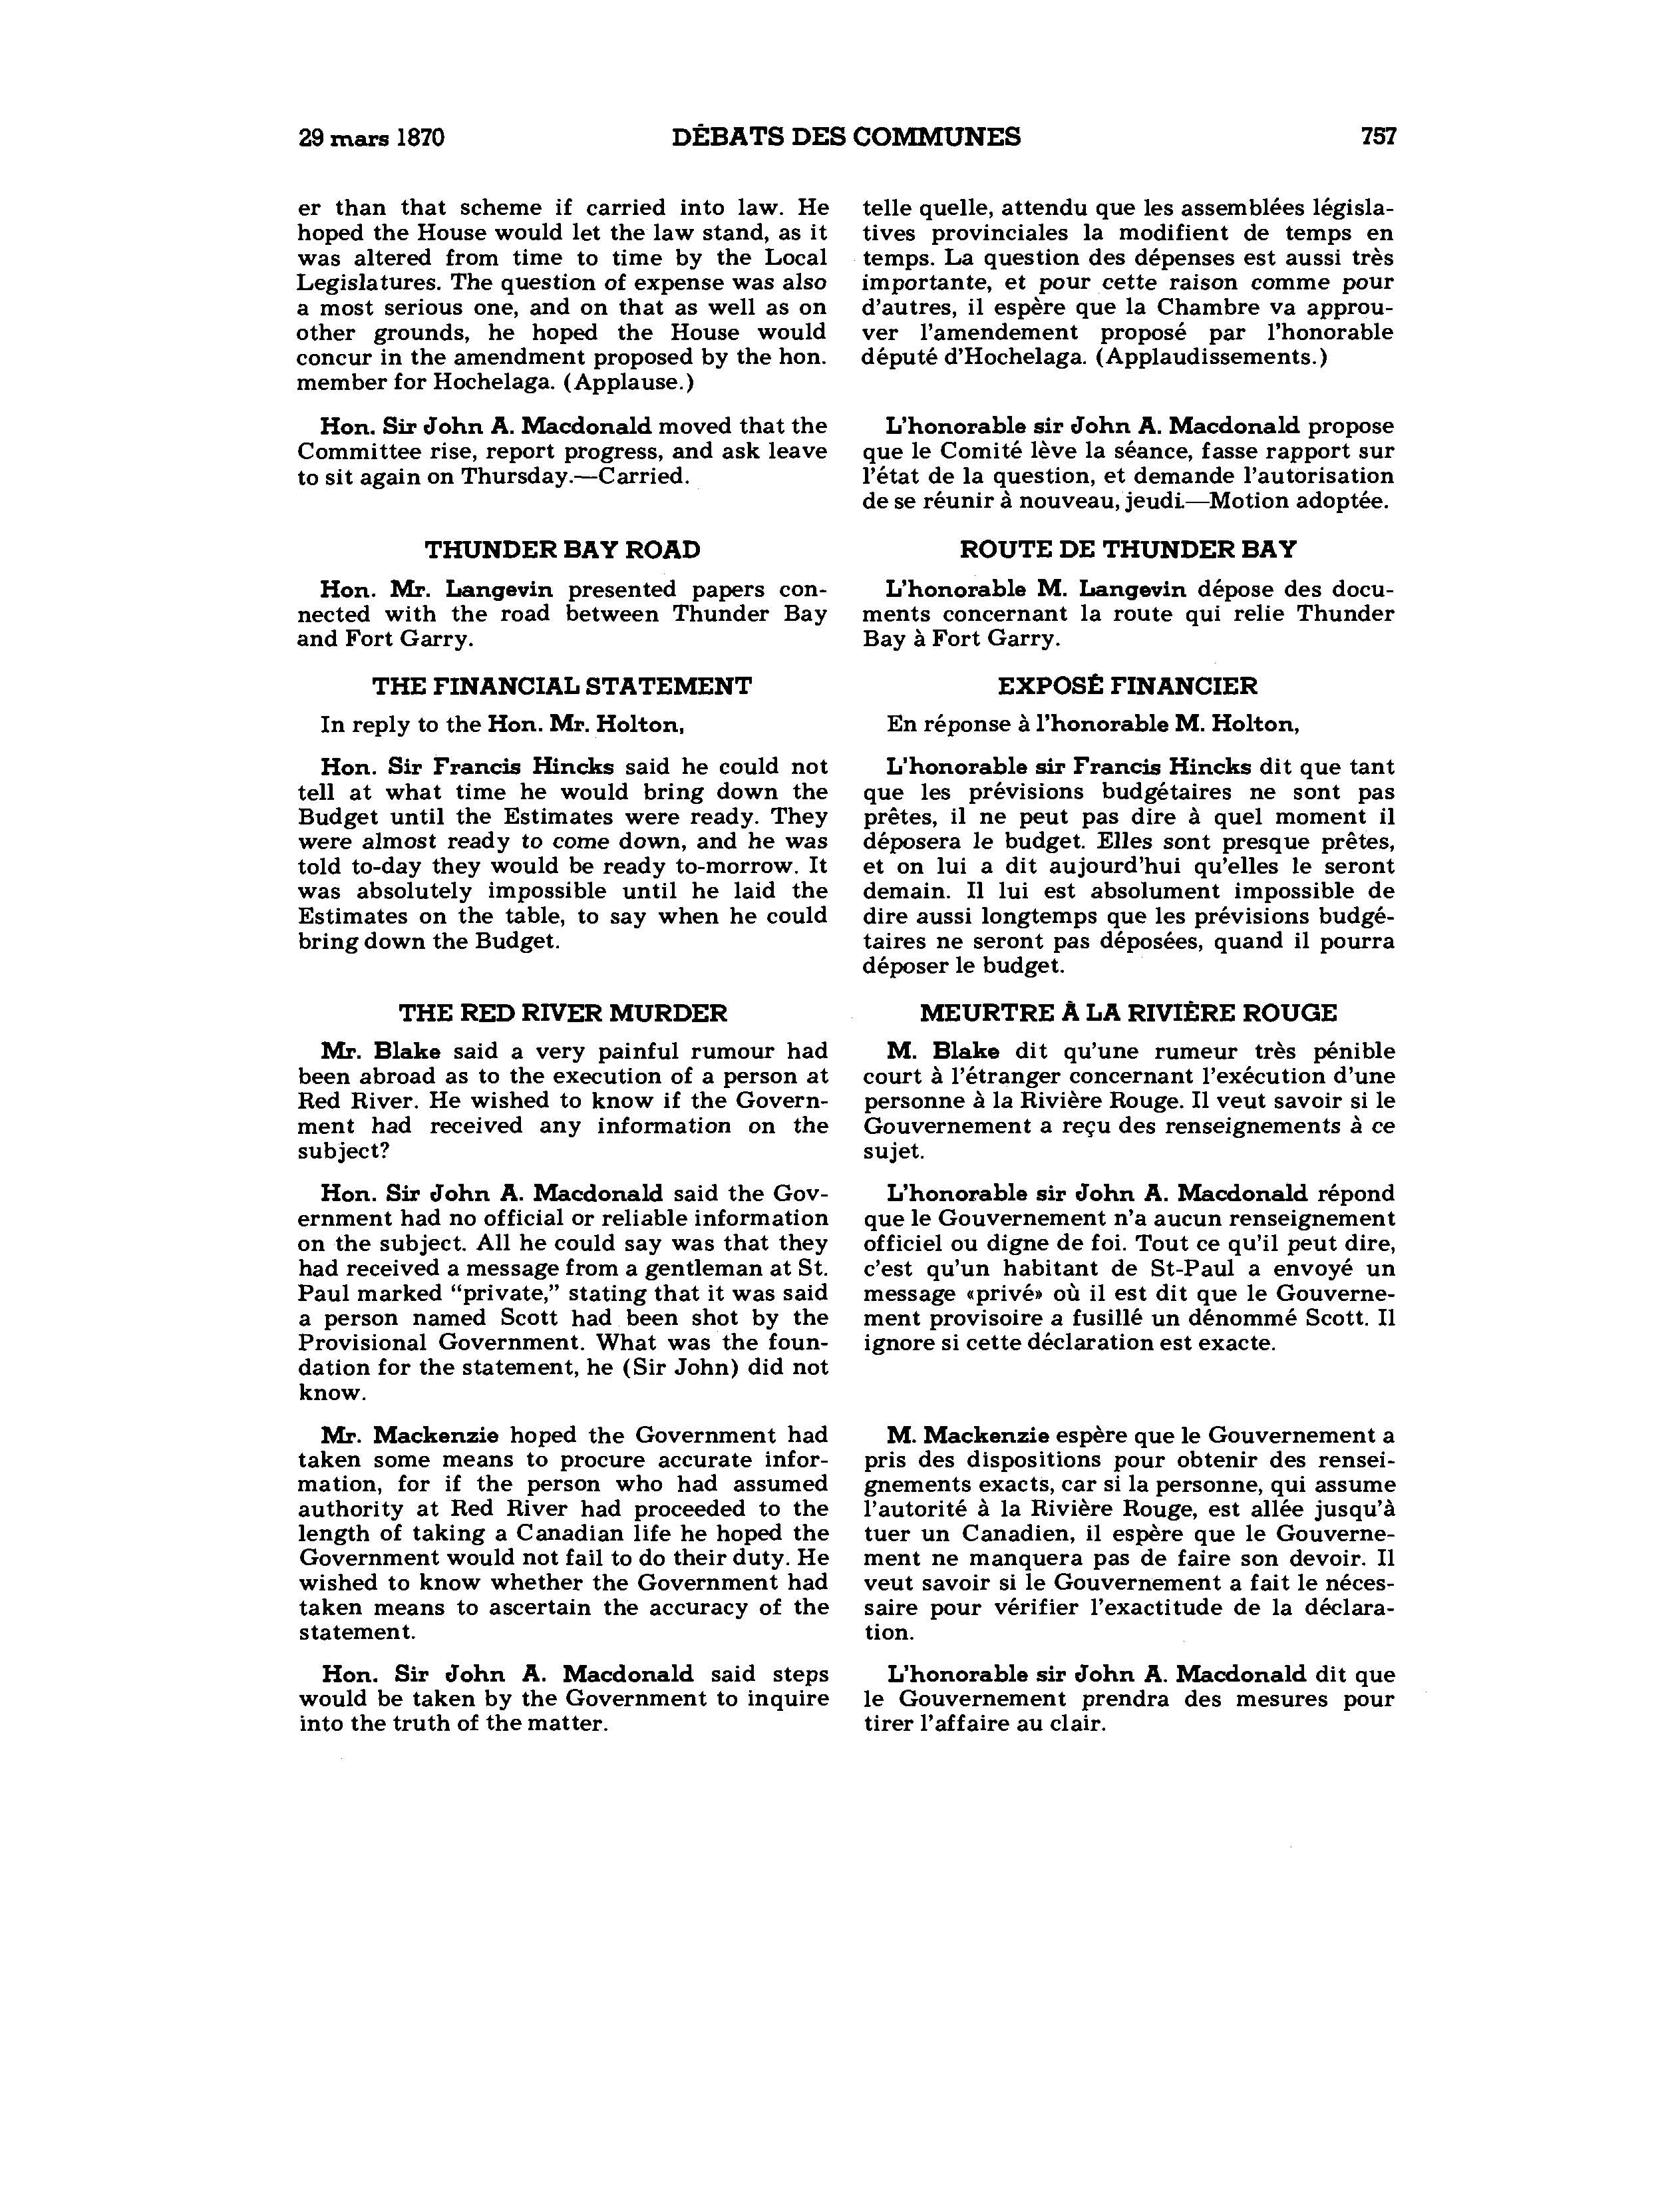 29 mars 1870 DÉBATS DES COMMUNES 757
er than that scheme if carried into law. He
hoped the House would let the law stand, as it
was altered from time to time by the Local
Legislatures. The question of expense was also
a most serious one, and on that as well as on
other grounds, he hoped the House would
concur in the amendment proposed by the hon.
member for Hochelaga. (Applause.)
Hon. Sir John A. Macdonald moved that the
Committee rise, report progress, and ask leave
to sit again on Thursday.—Carried.
THUNDER BAY ROAD
Hon. Mr. Langevin presented papers con-
nected with the road between Thunder Bay
and Fort Garry.
THE FINANCIAL STATEMENT
In reply to the Hon. Mr. Holton,
Hon. Sir Francis Hincks said he could not
tell at what time he would bring down the
Budget until the Estimates were ready. They
were almost ready to come down, and he was
told to-day they would be ready to-morrow. It
was absolutely impossible until he laid the
Estimates on the table, to say when he could
bring down the Budget.
THE RED RIVER MURDER
Mr. Blake said a very painful rumour had
been abroad as to the execution of a person at
Red River. He wished to know if the Govern-
ment had received any information on the
subject?
Hon. Sir John A. Macdonald said the Gov-
ernment had no official or reliable information
on the subject. All he could say was that they
had received a message from a gentleman at St.
Paul marked “private,” stating that it was said
a person named Scott had been shot by the
Provisional Government. What was the foun-
dation for the statement, he (Sir John) did not
know.
Mr. Mackenzie hoped the Government had
taken some means to procure accurate infor-
mation, for if the person who had assumed
authority at Red River had proceeded to the
length of taking a Canadian life he hoped the
Government would not fail to do their duty. He
wished to know whether the Government had
taken means to ascertain the accuracy of the
statement.
Hon. Sir John A. Macdonald said steps
would be taken by the Government to inquire
into the truth of the matter.
telle quelle, attendu que les assemblées législa-
tives provinciales la modifient de temps en
temps. La question des dépenses est aussi très
importante, et pour cette raison comme pour
d’autres, il espère que la Chambre va approu-
ver l’amendement proposé par l’honorable
député d’Hochelaga. (Applaudissements.)
L’honorable sir John A. Macdonald propose
que le Comité lève la séance, fasse rapport sur
l’état de la question, et demande l’autorisation
de se réunir à nouveau, jeudi.—Motion adoptée.
ROUTE DE THUNDER BAY
L’honorable M. Langevin dépose des docu-
ments concernant la route qui relie Thunder
Bay à Fort Garry.
EXPOSÉ FINANCIER
En réponse à l’honorable M. Holton,
L’honorable sir Francis Hincks dit que tant
que les prévisions budgétaires ne sont pas
prêtes, il ne peut pas dire à quel moment il
déposera le budget. Elles sont presque prêtes,
et on lui a dit aujourd’hui qu’elles le seront
demain. Il lui est absolument impossible de
dire aussi longtemps que les prévisions budgé-
taires ne seront pas déposées, quand il pourra
déposer le budget.
MEURTRE À LA RIVIÈRE ROUGE
M. Blake dit qu’une rumeur très pénible
court à l’étranger concernant l’exécution d’une
personne à la Rivière Rouge. Il veut savoir si le
Gouvernement a reçu des renseignements à ce
sujet.
L’honorable sir John A. Macdonald répond
que le Gouvernement n’a aucun renseignement
officiel ou digne de foi. Tout ce qu’il peut dire,
c’est qu’un habitant de St-Paul a envoyé un
message «privé» où il est dit que le Gouverne-
ment provisoire a fusillé un dénommé Scott. Il
ignore si cette déclaration est exacte.
M. Mackenzie espère que le Gouvernement a
pris des dispositions pour obtenir des rensei-
gnements exacts, car si la personne, qui assume
l’autorité à la Rivière Rouge, est allée jusqu’à
tuer un Canadien, il espère que le Gouverne-
ment ne manquera pas de faire son devoir. Il
veut savoir si le Gouvernement a fait le néces-
saire pour vérifier l’exactitude de la déclara-
tion.
L’honorable sir John A. Macdonald dit que
le Gouvernement prendra des mesures pour
tirer l’affaire au clair.